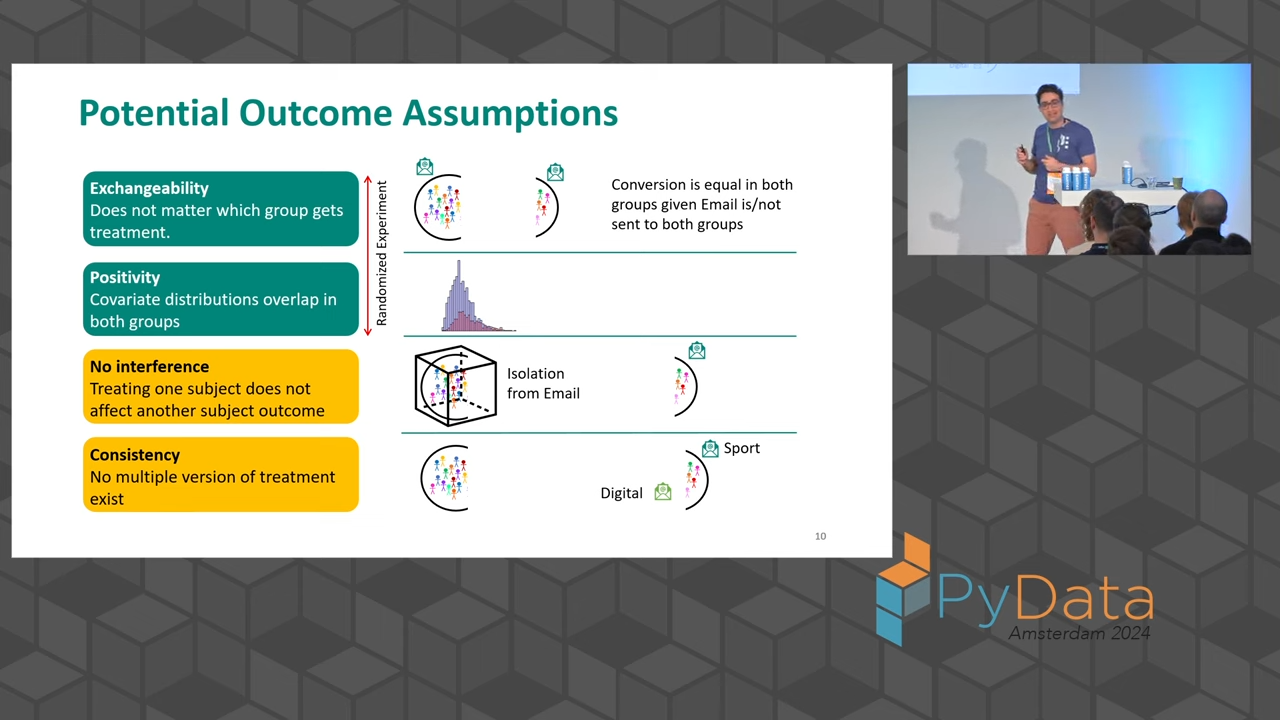 Potential Outcome Assumptions
Exchangeability
Does not matter which group gets
treatment.
Positivity
Covariate distributions overlap in
both groups
No interference
Treating one subject does not
affect another subject outcome
Consistency
No multiple version of treatment
exist
Randomized Experiment
Conversion is equal in both
groups given Email is/not
sent to both groups
Isolation
from Email
Sport
Digital
10
PyData
Amsterdam 2024